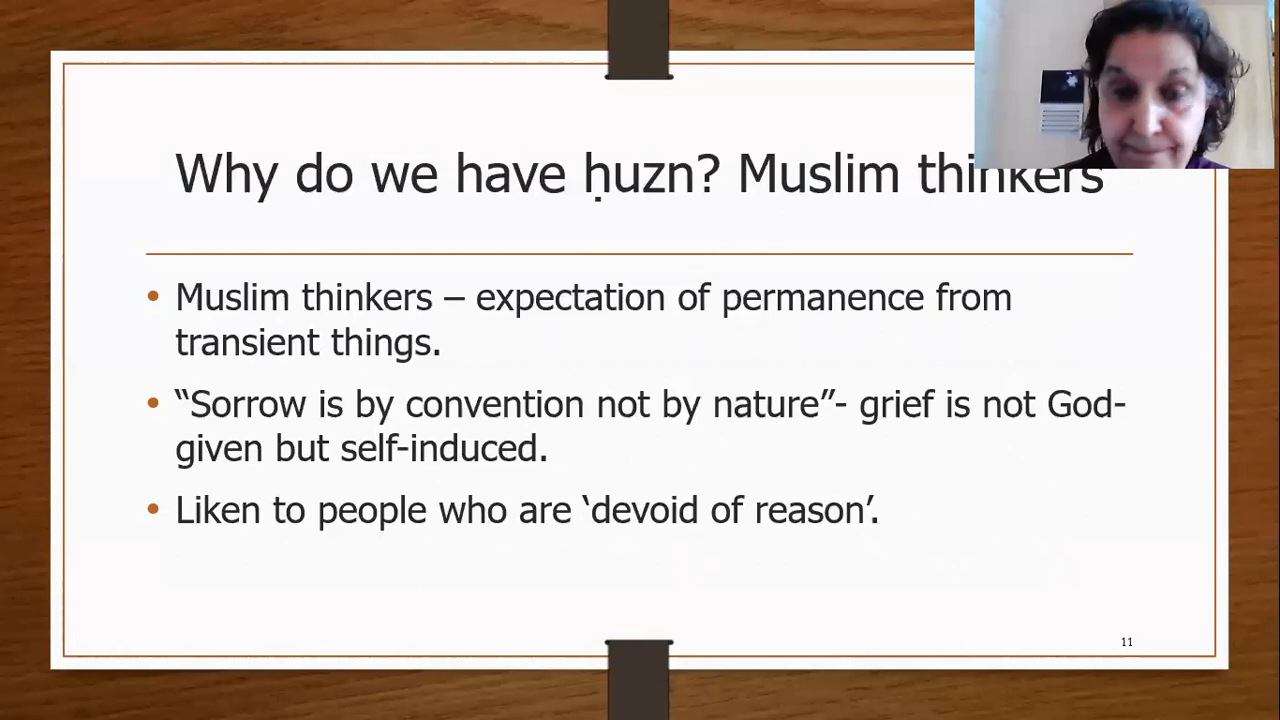 Why do we have ḥuzn? Muslim thinkers
• Muslim thinkers – expectation of permanence from
transient things.
• “Sorrow is by convention not by nature”- grief is not God-
given but self-induced.
• Liken to people who are ‘devoid of reason’.
11